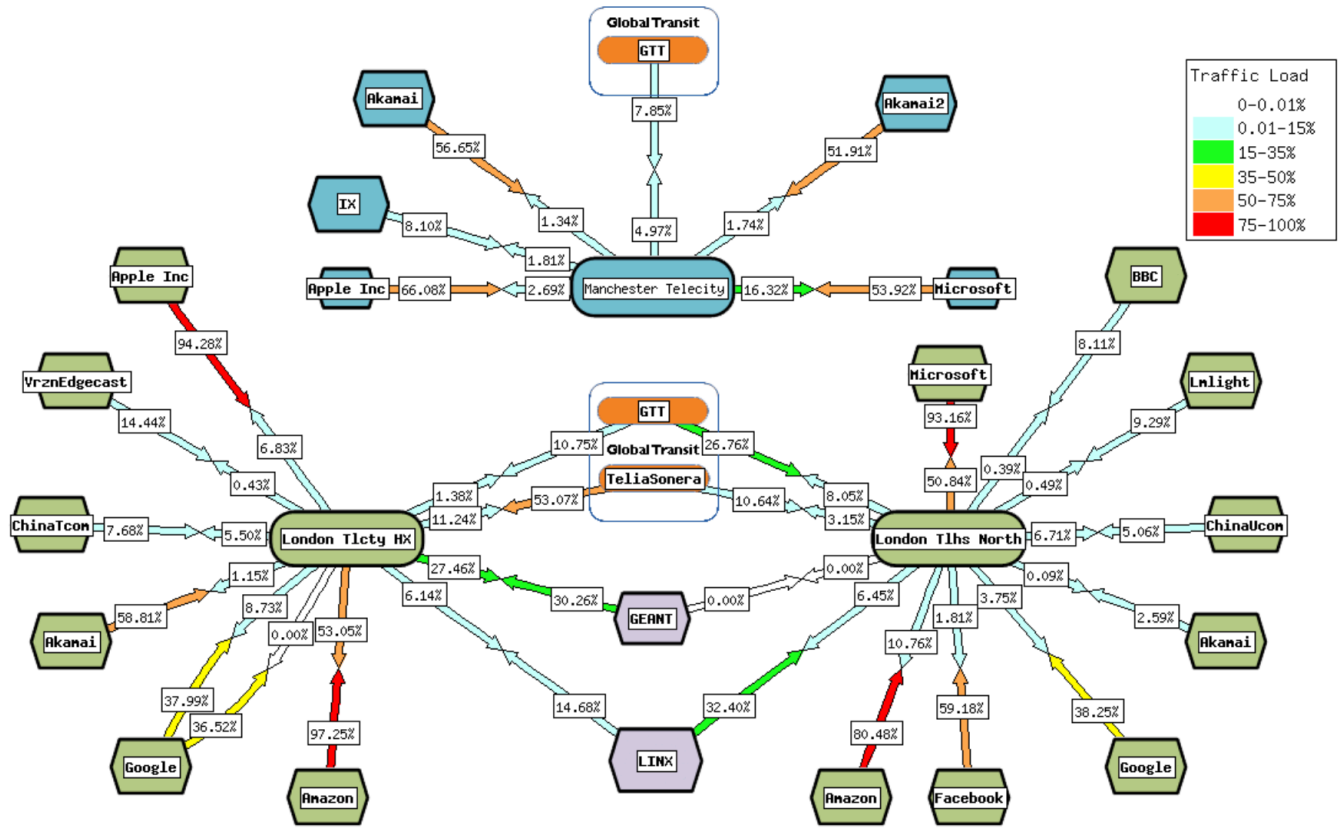 Global Transit
GTT
7.85%
4.97%
Akamai
56.65%
1.34%
Akamai2
51.91%
1.74%
IX
8.10%
1.81%
Apple Inc
66.08%
2.69%
Manchester Telecity
16.32%
53.92%
Microsoft
Traffic Load
0-0.01%
0.01-15%
15-35%
35-50%
50-75%
75-100%
Apple Inc
94.28%
6.83%
VrznEdgecast
14.44%
0.43%
ChinaTcom
7.68%
5.50%
London Tlcty HX
Akamai
58.81%
1.15%
Google
37.99%
8.73%
36.52%
0.00%
Amazon
97.25%
53.05%
GTT
Global Transit
TeliaSonera
10.75%
1.38%
53.07%
11.24%
26.76%
8.05%
10.64%
3.15%
27.46%
30.26%
GEANT
0.00%
0.00%
6.14%
14.68%
LINX
32.40%
6.45%
London Tlhs North
Microsoft
93.16%
50.84%
BBC
8.11%
0.39%
Lmlight
9.29%
0.49%
ChinaUcom
5.06%
6.71%
Akamai
2.59%
0.09%
Google
38.25%
3.75%
Facebook
59.18%
1.81%
Amazon
80.48%
10.76%